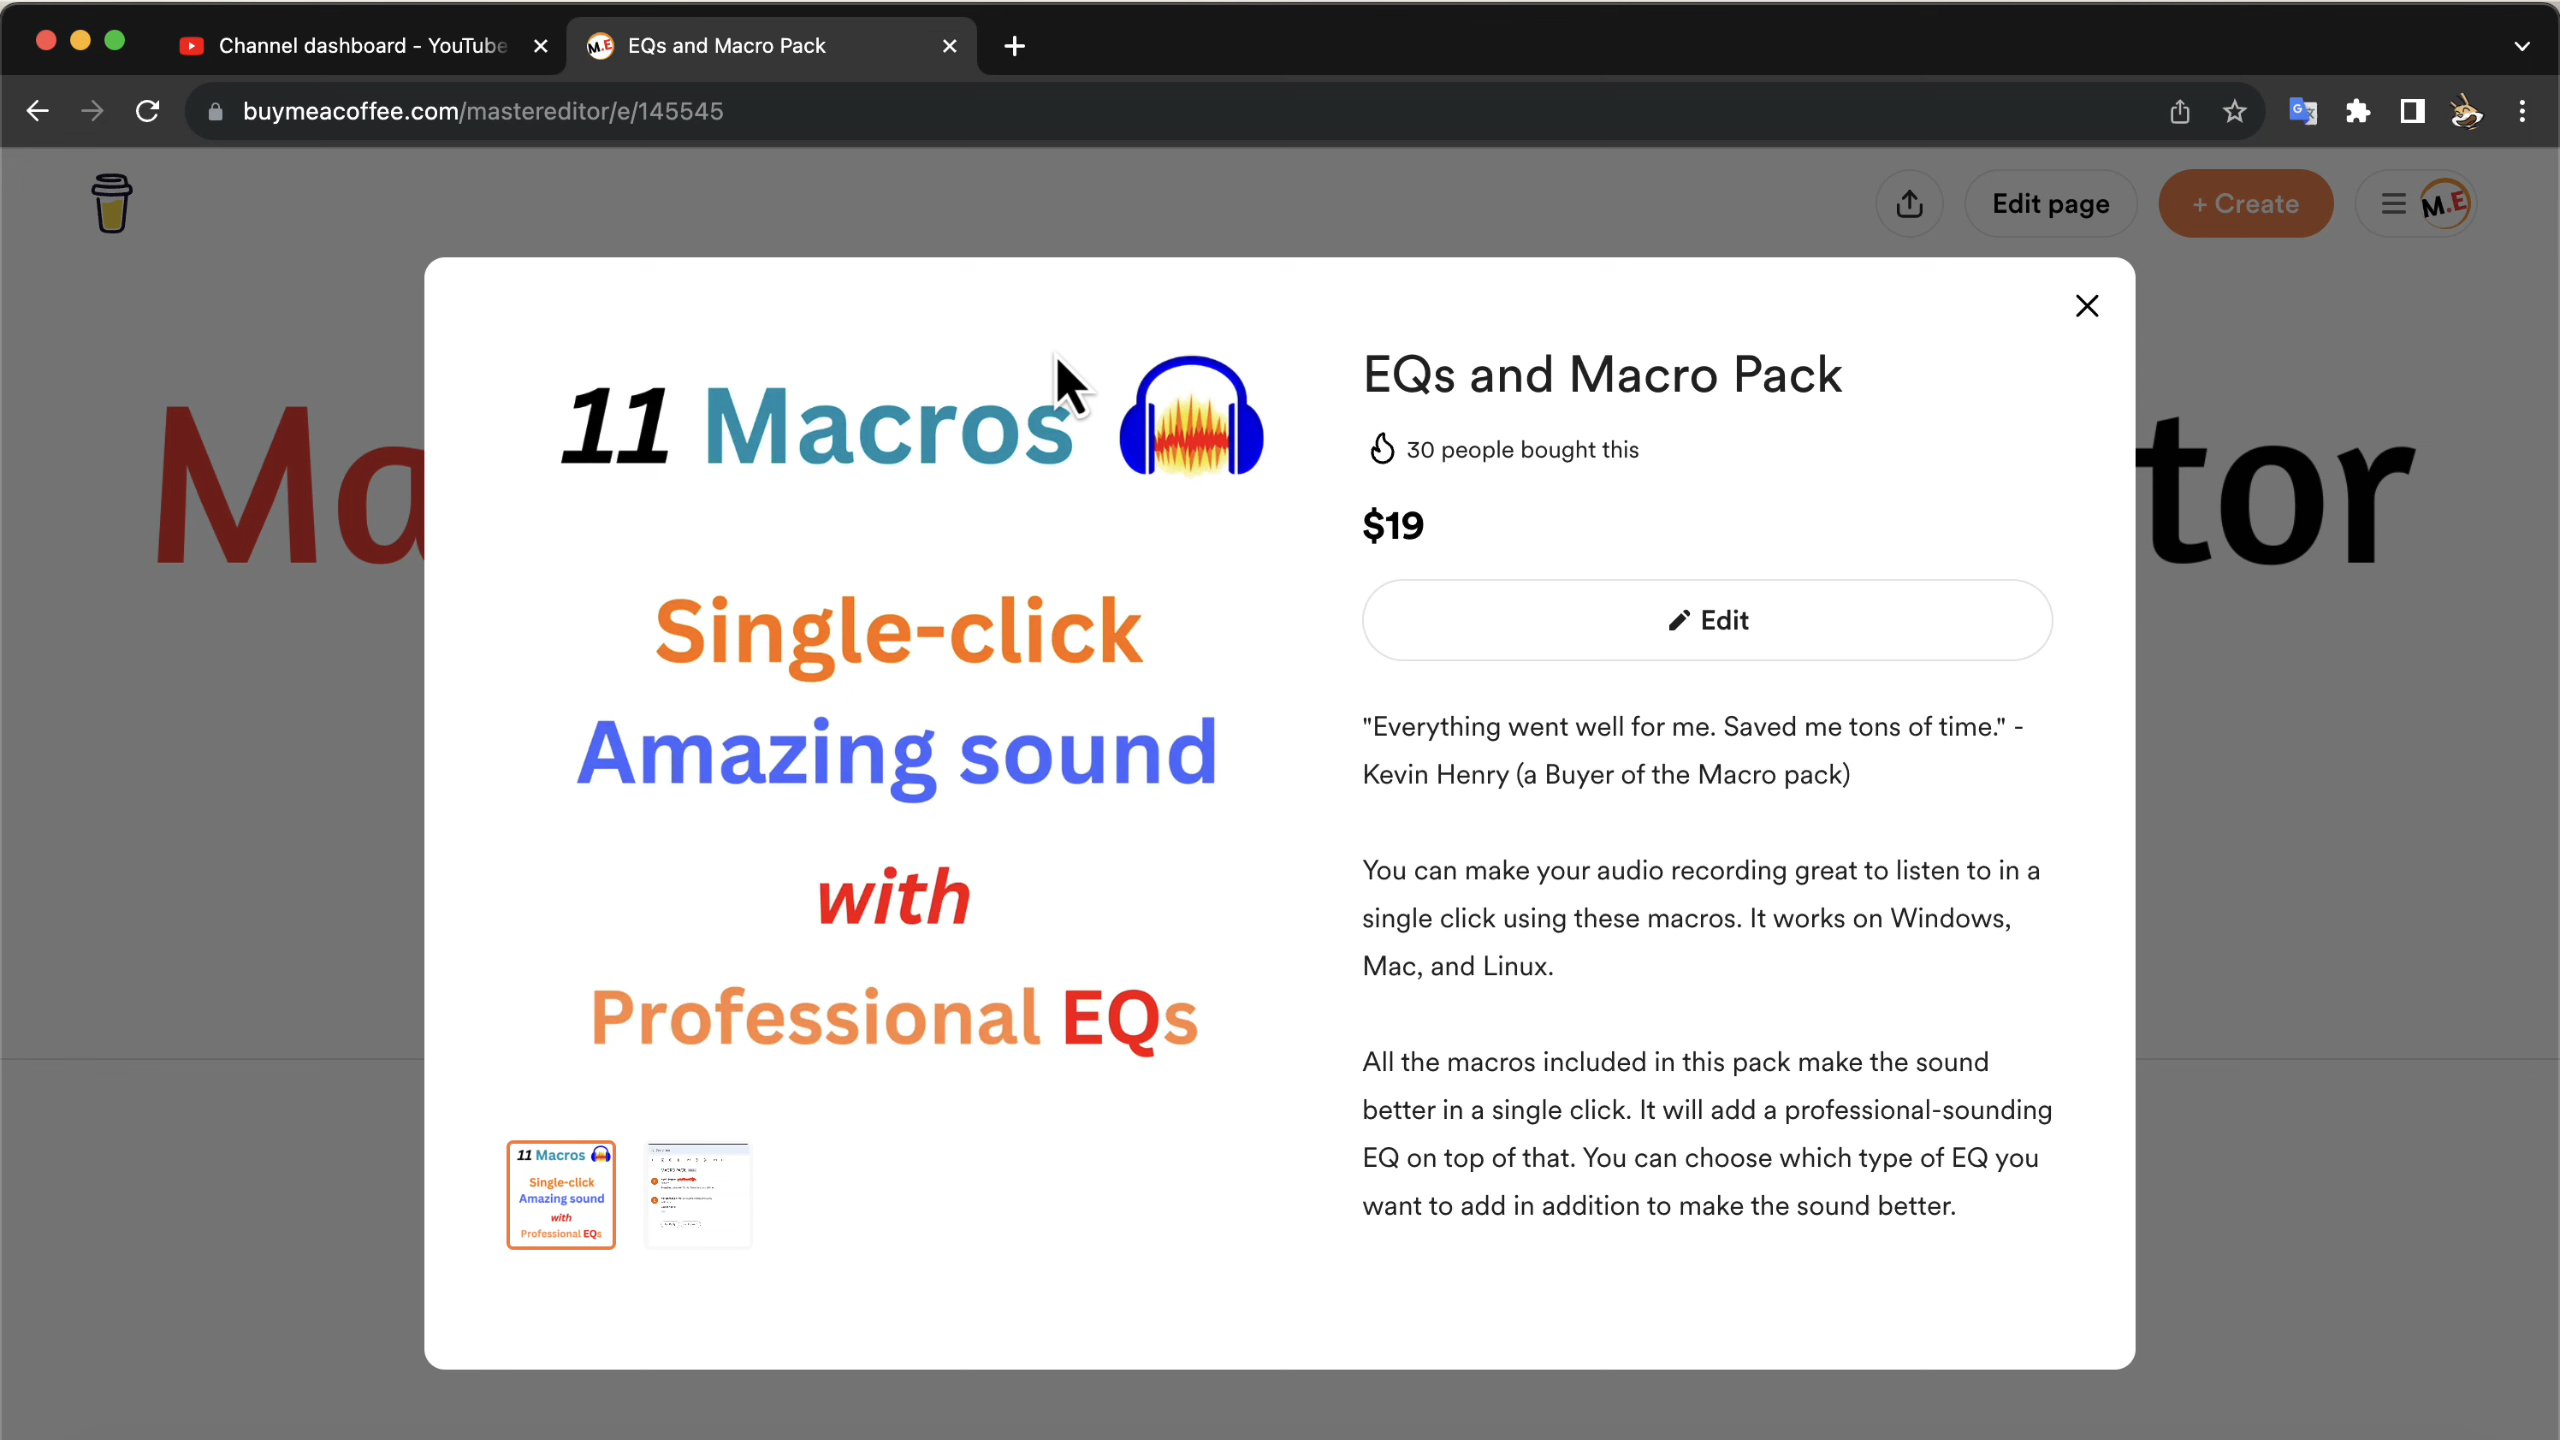 Channel dashboard - YouTube
EQs and Macro Pack
buymeacoffee.com/mastereditor/e/145545
Edit page
+ Create
M.E
Ma
tor
11 Macros
Single-click
Amazing sound
with
Professional EQs
EQs and Macro Pack
30 people bought this
$19
Edit
"Everything went well for me. Saved me tons of time." -
Kevin Henry (a Buyer of the Macro pack)
You can make your audio recording great to listen to in a
single click using these macros. It works on Windows,
Mac, and Linux.
All the macros included in this pack make the sound
better in a single click. It will add a professional-sounding
EQ on top of that. You can choose which type of EQ you
want to add in addition to make the sound better.
11 Macros
Single-click
Amazing sound
with
Professional EQs